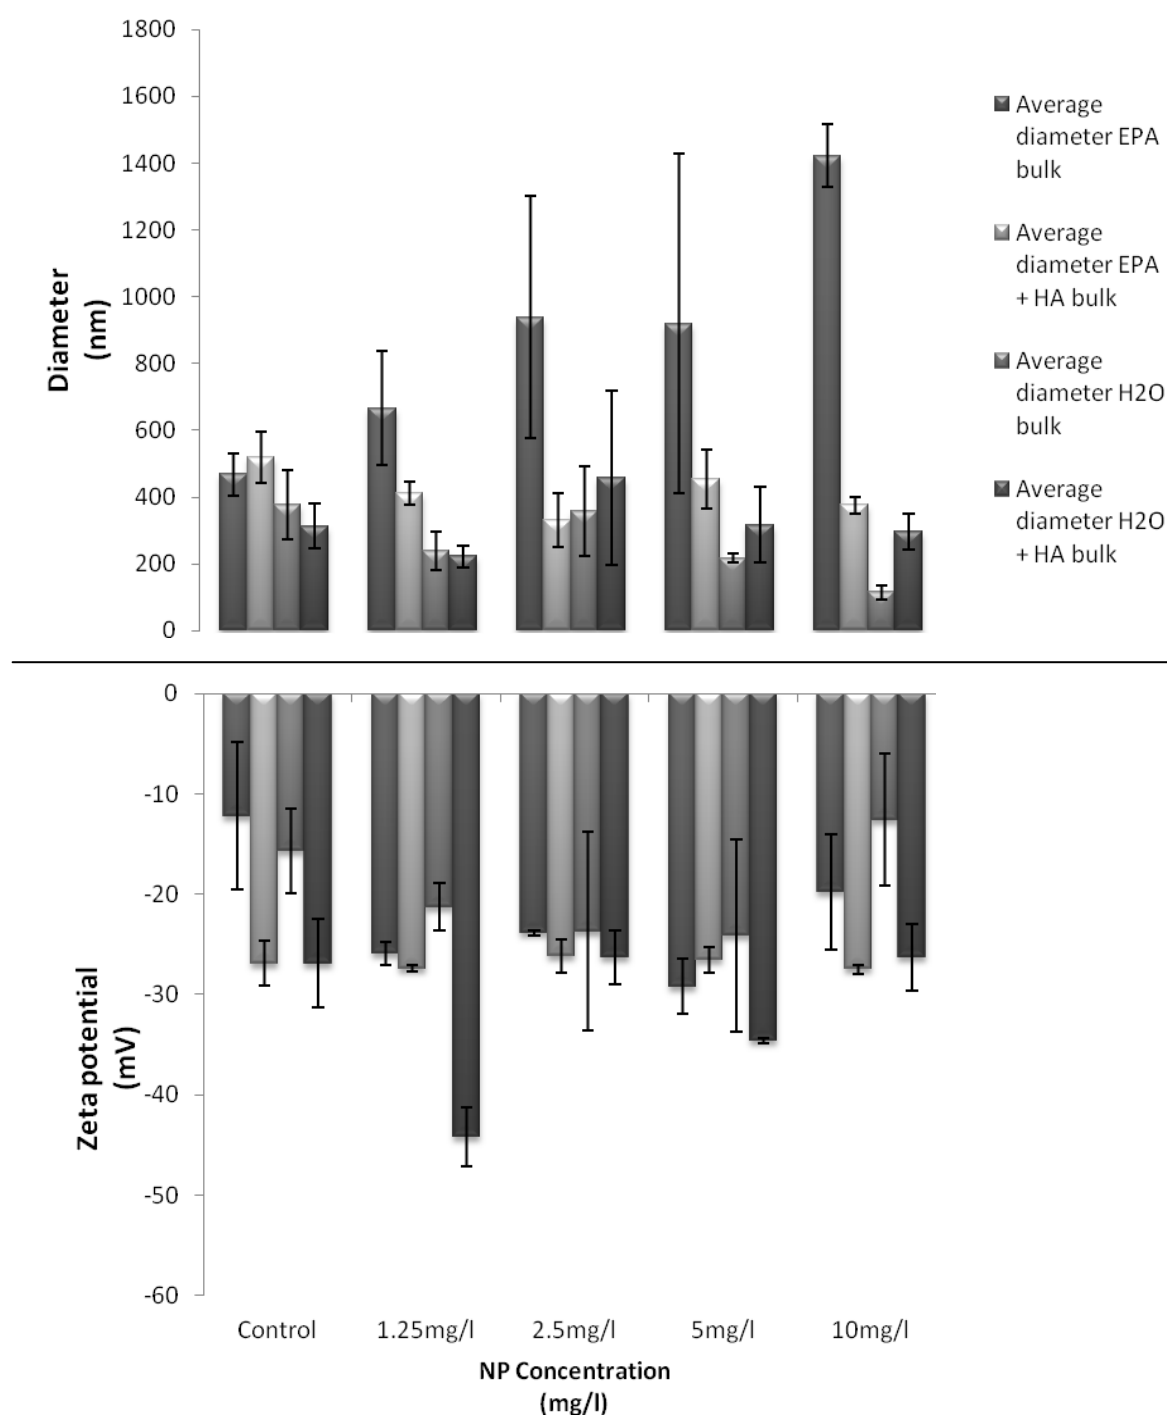 1800
1600
1400
1200
1000
800
600
400
200
0
Diameter
(nm)
Average
diameter EPA
bulk
Average
diameter EPA
+ HA bulk
Average
diameter H2O
bulk
Average
diameter H2O
+ HA bulk
0
-10
-20
-30
-40
-50
-60
Zeta potential
(mV)
Control 1.25mg/l 2.5mg/l 5mg/l 10mg/l
NP Concentration
(mg/l)